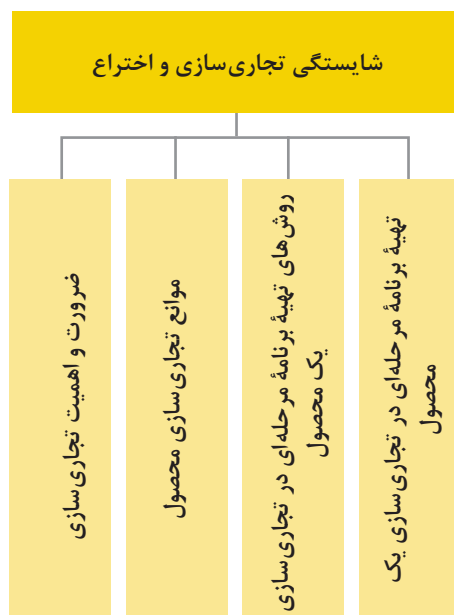 شایستگی تجاری‌سازی و اختراع
تهیهٔ برنامهٔ مرحله‌ای در تجاری‌سازی یک
محصول
روش‌های تهیهٔ برنامهٔ مرحله‌ای در تجاری‌سازی
یک محصول
موانع تجاری‌سازی محصول
ضرورت و اهمیت تجاری‌سازی